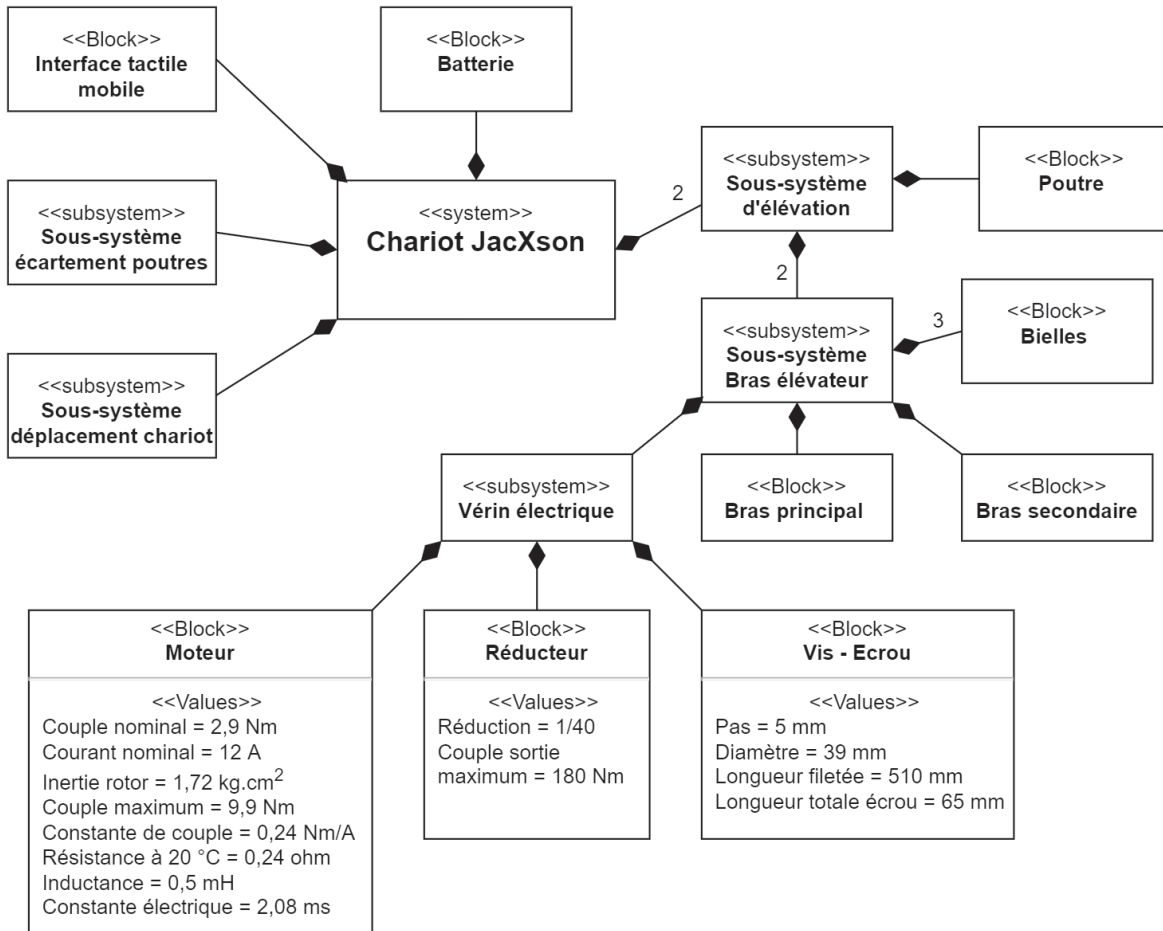 <<Block>>
Interface tactile
mobile
<<Block>>
Batterie
<<subsystem>>
Sous-système
écartement poutres
<<system>>
Chariot JacXson
2
<<subsystem>>
Sous-système
d'élévation
<<Block>>
Poutre
<<subsystem>>
Sous-système
déplacement chariot
2
<<subsystem>>
Sous-système
Bras élévateur
3
<<Block>>
Bielles
<<subsystem>>
Vérin électrique
<<Block>>
Bras principal
<<Block>>
Bras secondaire
<<Block>>
Moteur
<<Values>>
Couple nominal = 2,9 Nm
Courant nominal = 12 A
Inertie rotor = 1,72 kg.cm²
Couple maximum = 9,9 Nm
Constante de couple = 0,24 Nm/A
Résistance à 20 °C = 0,24 ohm
Inductance = 0,5 mH
Constante électrique = 2,08 ms
<<Block>>
Réducteur
<<Values>>
Réduction = 1/40
Couple sortie
maximum = 180 Nm
<<Block>>
Vis - Ecrou
<<Values>>
Pas = 5 mm
Diamètre = 39 mm
Longueur filetée = 510 mm
Longueur totale écrou = 65 mm